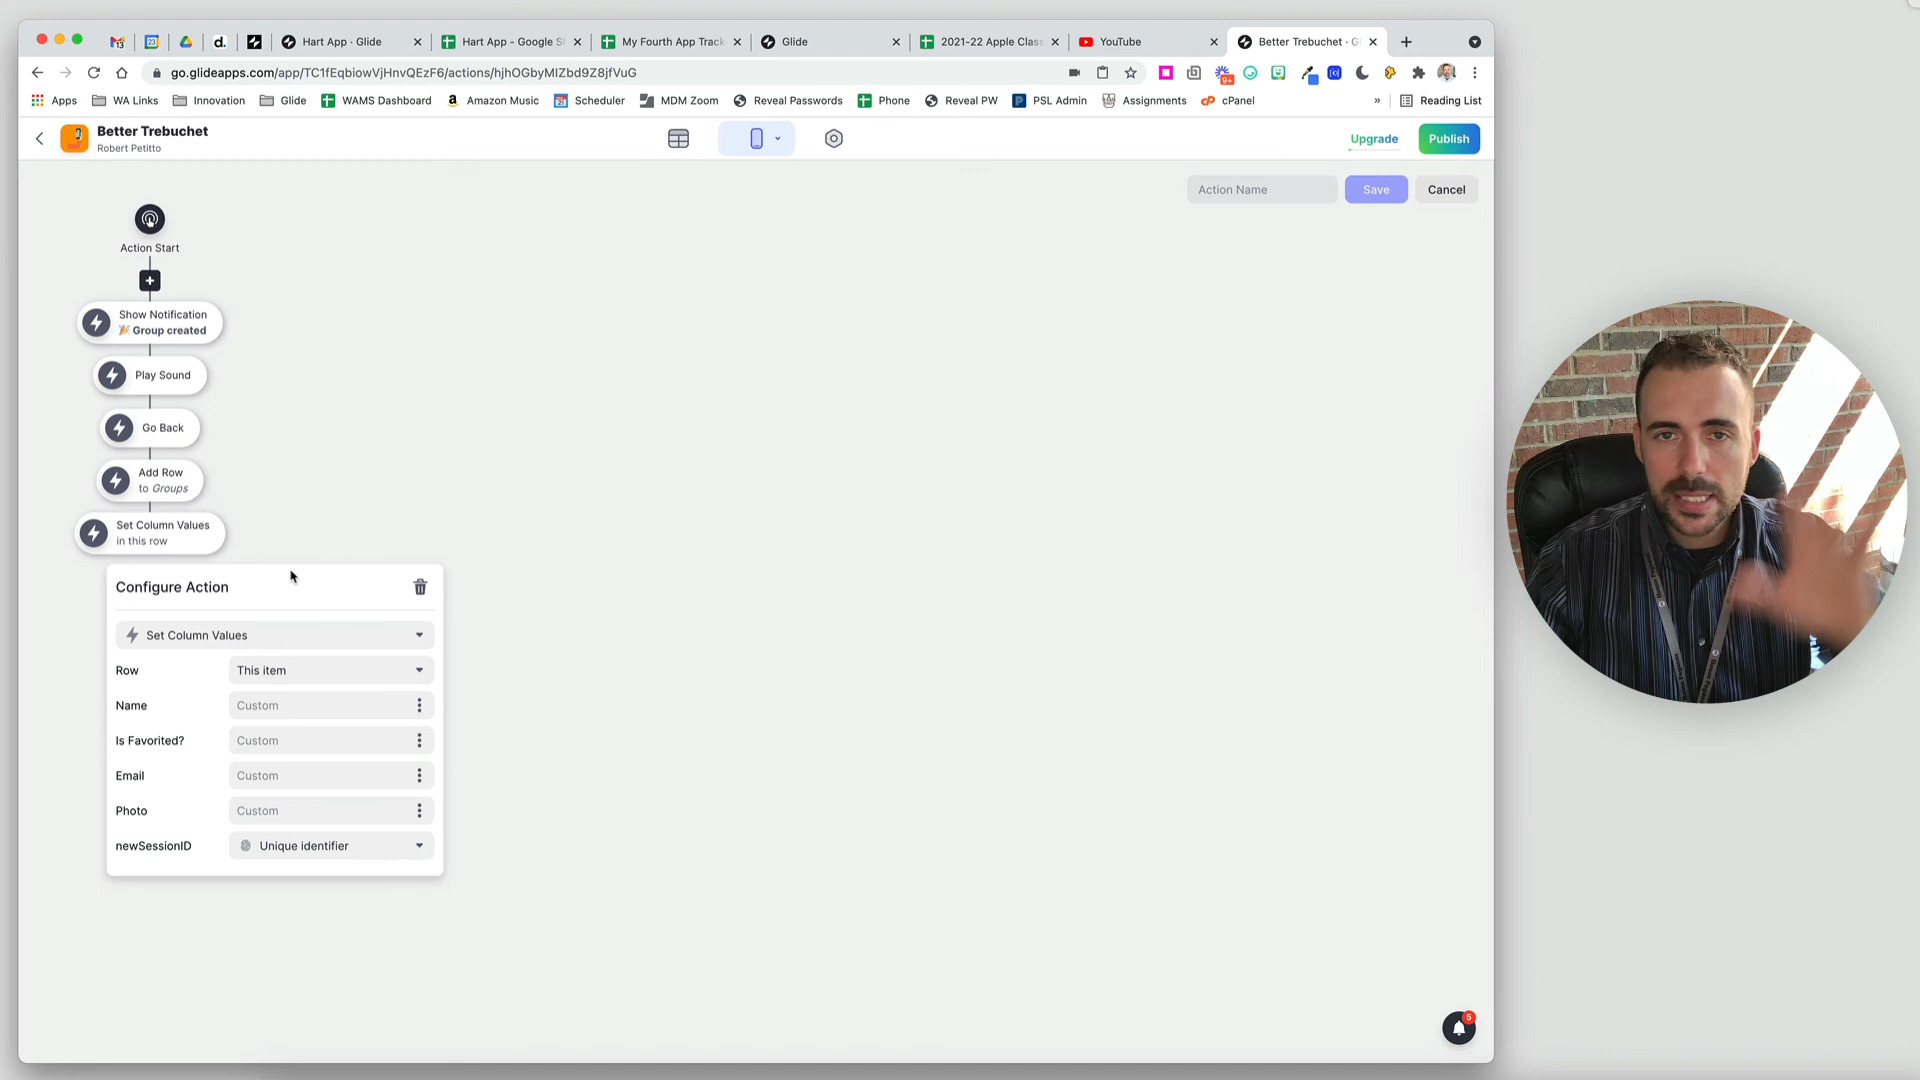 13
23
d.
Hart App · Glide
Hart App - Google S
My Fourth App Track
Glide
2021-22 Apple Class
YouTube
Better Trebuchet · G
go.glideapps.com/app/TC1fEqbiowVjHnvQEzF6/actions/hjhOGbyMIZbd9Z8jfVuG
9+
Apps
WA Links
Innovation
Glide
WAMS Dashboard
Amazon Music
Scheduler
MDM Zoom
Reveal Passwords
Phone
Reveal PW
PSL Admin
Assignments
cPanel
»
Reading List
Better Trebuchet
Robert Petitto
Upgrade
Publish
Action Name
Save
Cancel
Action Start
Show Notification
🎉 Group created
Play Sound
Go Back
Add Row
to Groups
Set Column Values
in this row
Configure Action
Set Column Values
Row
This item
Name
Custom
Is Favorited?
Custom
Email
Custom
Photo
Custom
newSessionID
Unique identifier
5